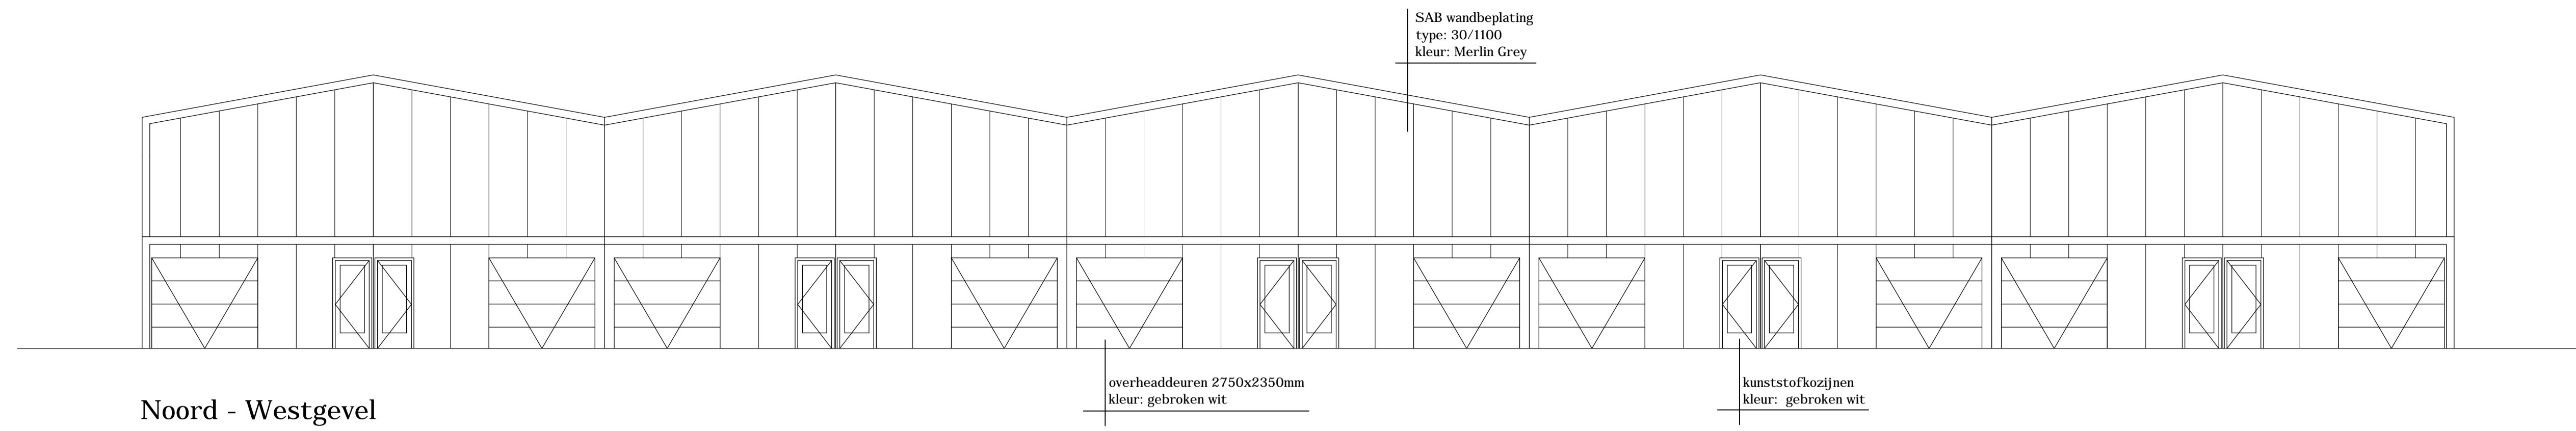 SAB wandbeplating
type: 30/1100
kleur: Merlin Grey
overheaddeuren 2750x2350mm
kleur: gebroken wit
kunststofkozijnen
kleur:  gebroken wit
Noord - Westgevel